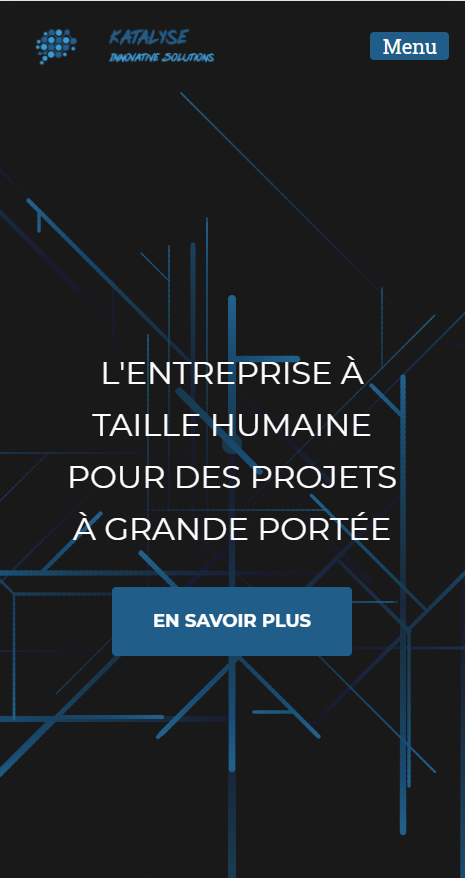 KATALYSE
INNOVATIVE SOLUTIONS
Menu
L'ENTREPRISE À
TAILLE HUMAINE
POUR DES PROJETS
À GRANDE PORTÉE
EN SAVOIR PLUS